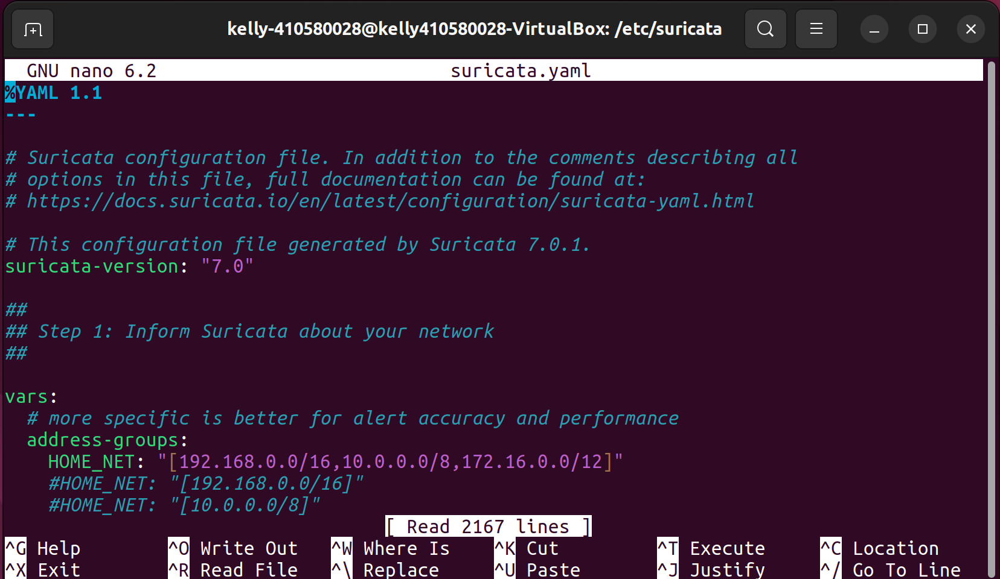 kelly-410580028@kelly410580028-VirtualBox: /etc/suricata
GNU nano 6.2 suricata.yaml
%YAML 1.1
---
# Suricata configuration file. In addition to the comments describing all
# options in this file, full documentation can be found at:
# https://docs.suricata.io/en/latest/configuration/suricata-yaml.html
# This configuration file generated by Suricata 7.0.1.
suricata-version: "7.0"
##
## Step 1: Inform Suricata about your network
##
vars:
# more specific is better for alert accuracy and performance
address-groups:
HOME_NET: "[192.168.0.0/16,10.0.0.0/8,172.16.0.0/12]"
#HOME_NET: "[192.168.0.0/16]"
#HOME_NET: "[10.0.0.0/8]"
[ Read 2167 lines ]
^G Help ^O Write Out ^W Where Is ^K Cut ^T Execute ^C Location
^X Exit ^R Read File ^\ Replace ^U Paste ^J Justify ^/ Go To Line